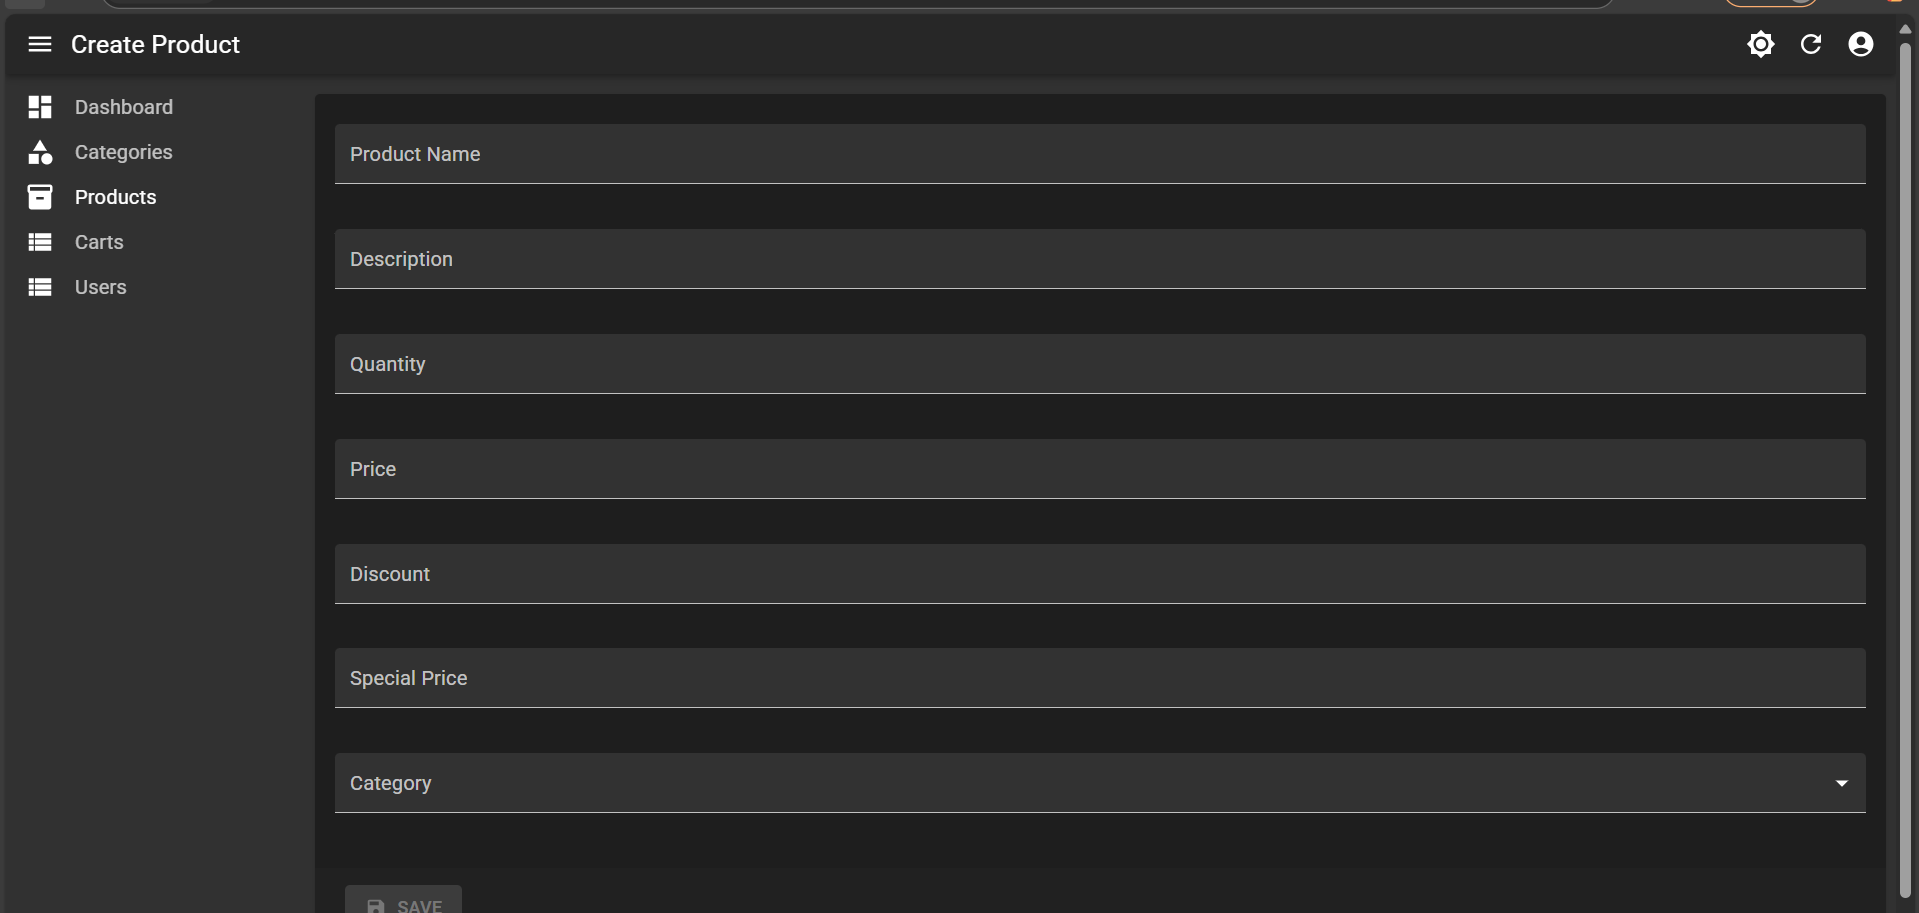 Create Product
Dashboard
Categories
Products
Carts
Users
Product Name
Description
Quantity
Price
Discount
Special Price
Category
SAVE